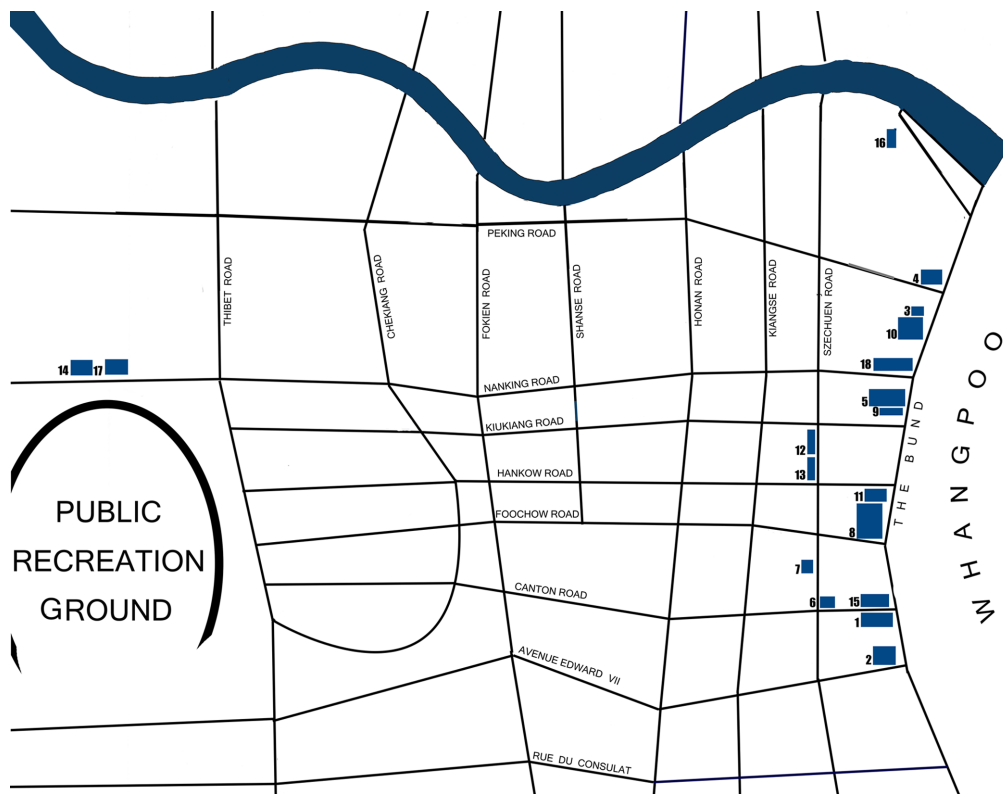 16
PEKING ROAD
THIBET ROAD
CHEKIANG ROAD
FOKIEN ROAD
SHANSE ROAD
HONAN ROAD
KIANGSE ROAD
SZECHUEN ROAD
4
3
10
18
14
17
NANKING ROAD
5
9
KIUKIANG ROAD
12
13
HANKOW ROAD
11
FOOCHOW ROAD
8
THE BUND
WHANGPOO
PUBLIC
RECREATION
GROUND
7
CANTON ROAD
6
15
1
2
AVENUE EDWARD VII
RUE DU CONSULAT